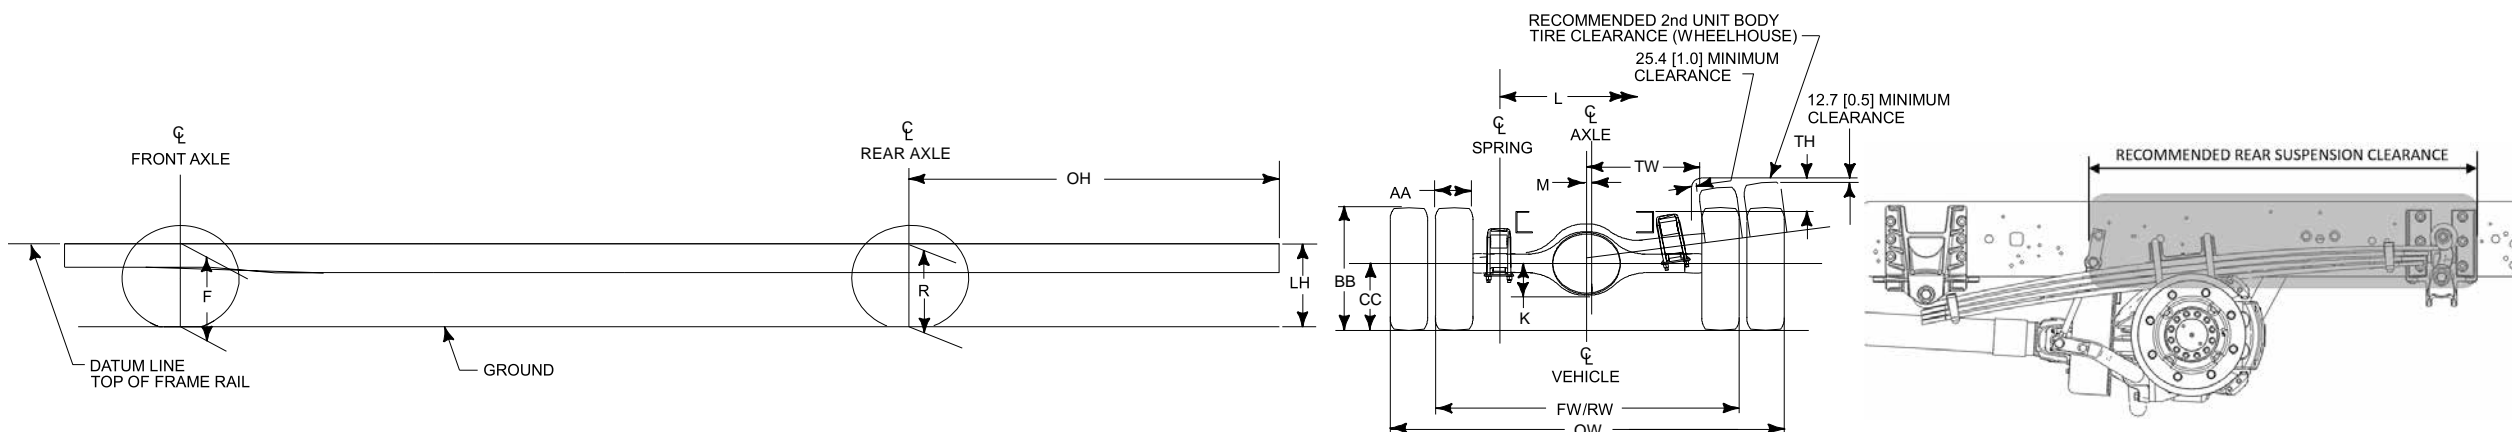 RECOMMENDED 2nd UNIT BODY
TIRE CLEARANCE (WHEELHOUSE)
25.4 [1.0] MINIMUM
CLEARANCE
L
12.7 [0.5] MINIMUM
CLEARANCE
℄
FRONT AXLE
℄
REAR AXLE
℄
SPRING
℄
AXLE
TH
RECOMMENDED REAR SUSPENSION CLEARANCE
OH
AA
M
TW
F
R
LH
BB
CC
K
DATUM LINE
TOP OF FRAME RAIL
GROUND
℄
VEHICLE
FW/RW
OW